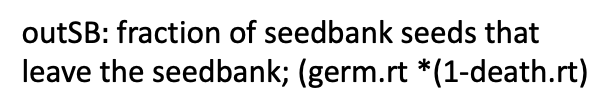 outSB: fraction of seedbank seeds that
leave the seedbank; (germ.rt *(1-death.rt)